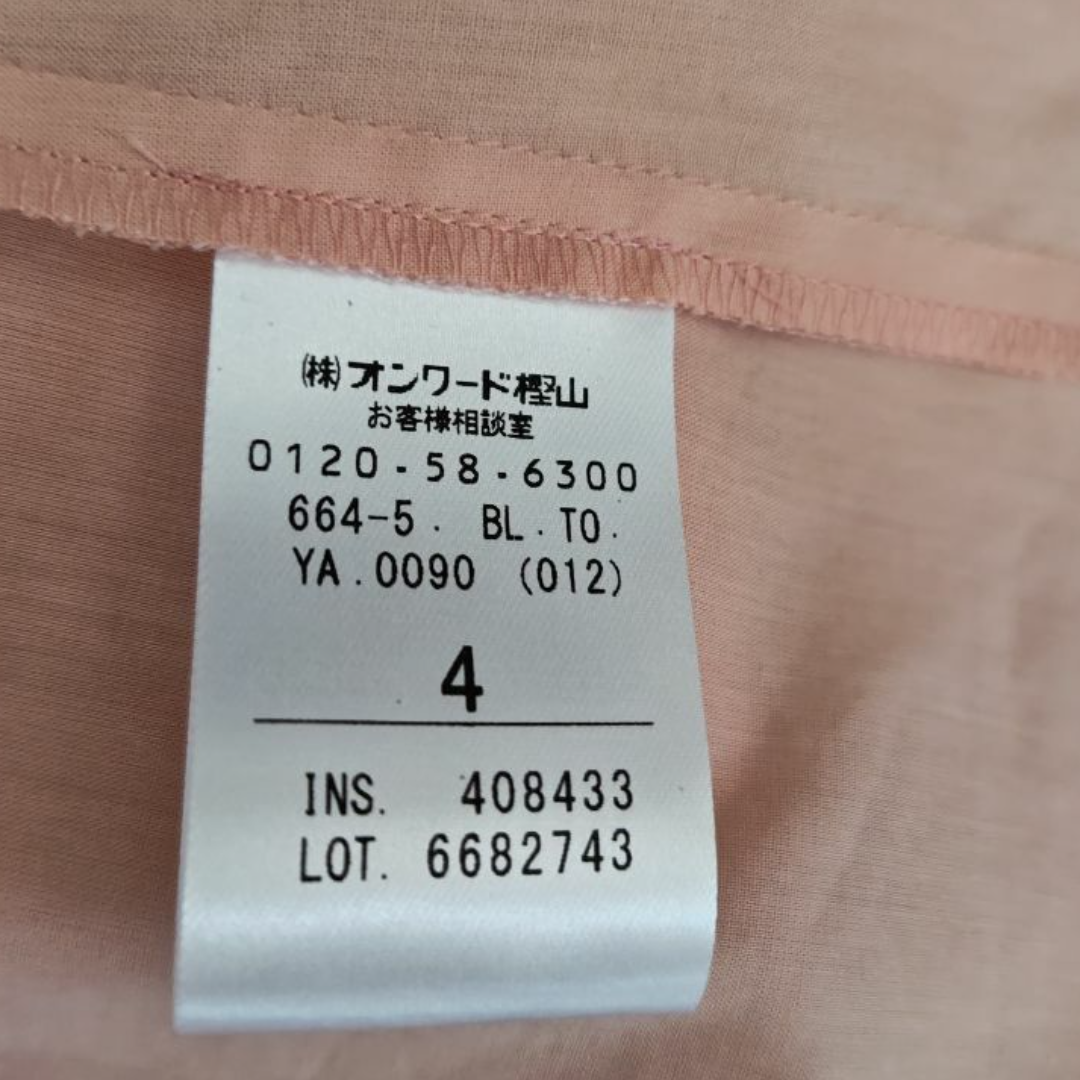 (株)オンワード樫山
お客様相談室
0120-58-6300
664-5. BL.TO.
YA.0090 (012)
4
INS. 408433
LOT. 6682743